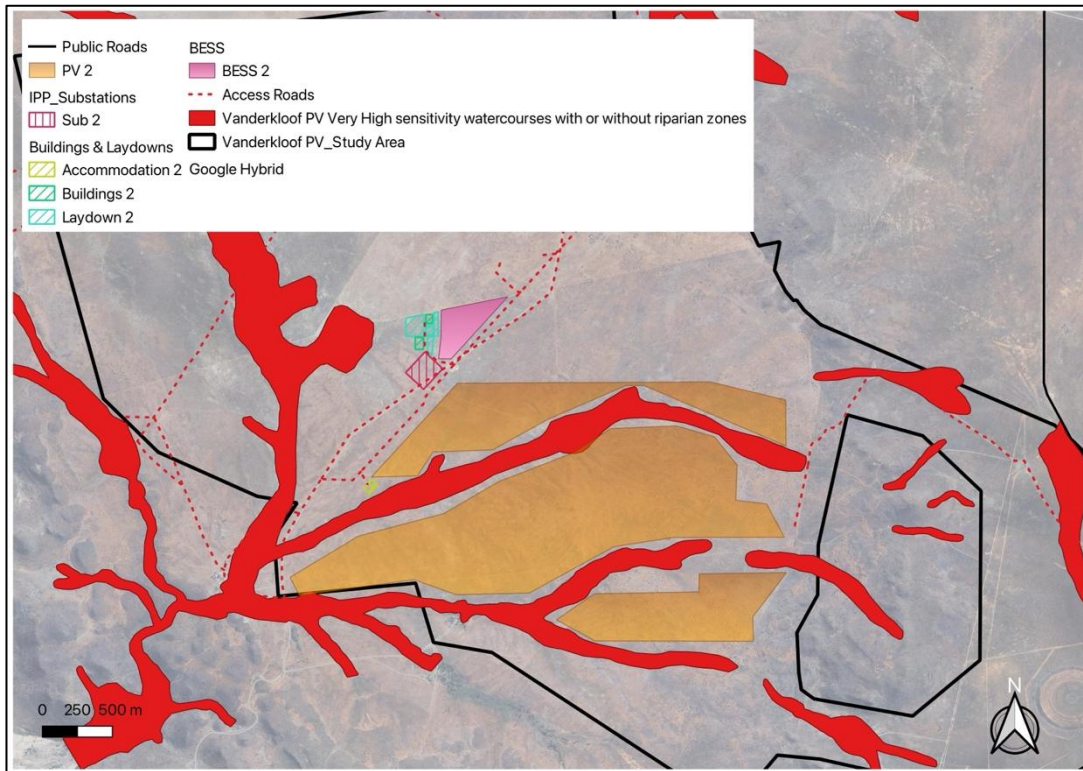 Public Roads
PV 2
IPP_Substations
Sub 2
Buildings & Laydowns
Accommodation 2
Buildings 2
Laydown 2
BESS
BESS 2
Access Roads
Vanderkloof PV Very High sensitivity watercourses with or without riparian zones
Vanderkloof PV_Study Area
Google Hybrid
0 250 500 m
N